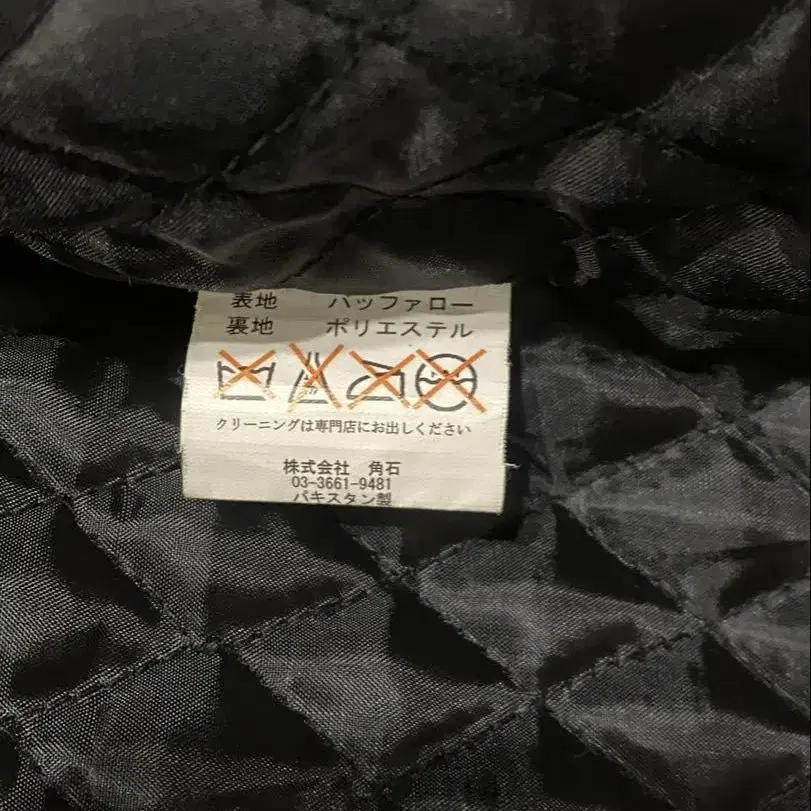 表地 ハッファロー
裏地 ポリエステル
クリーニングは専門店にお出しください
株式会社 角石
03-3661-9481
パキスタン製